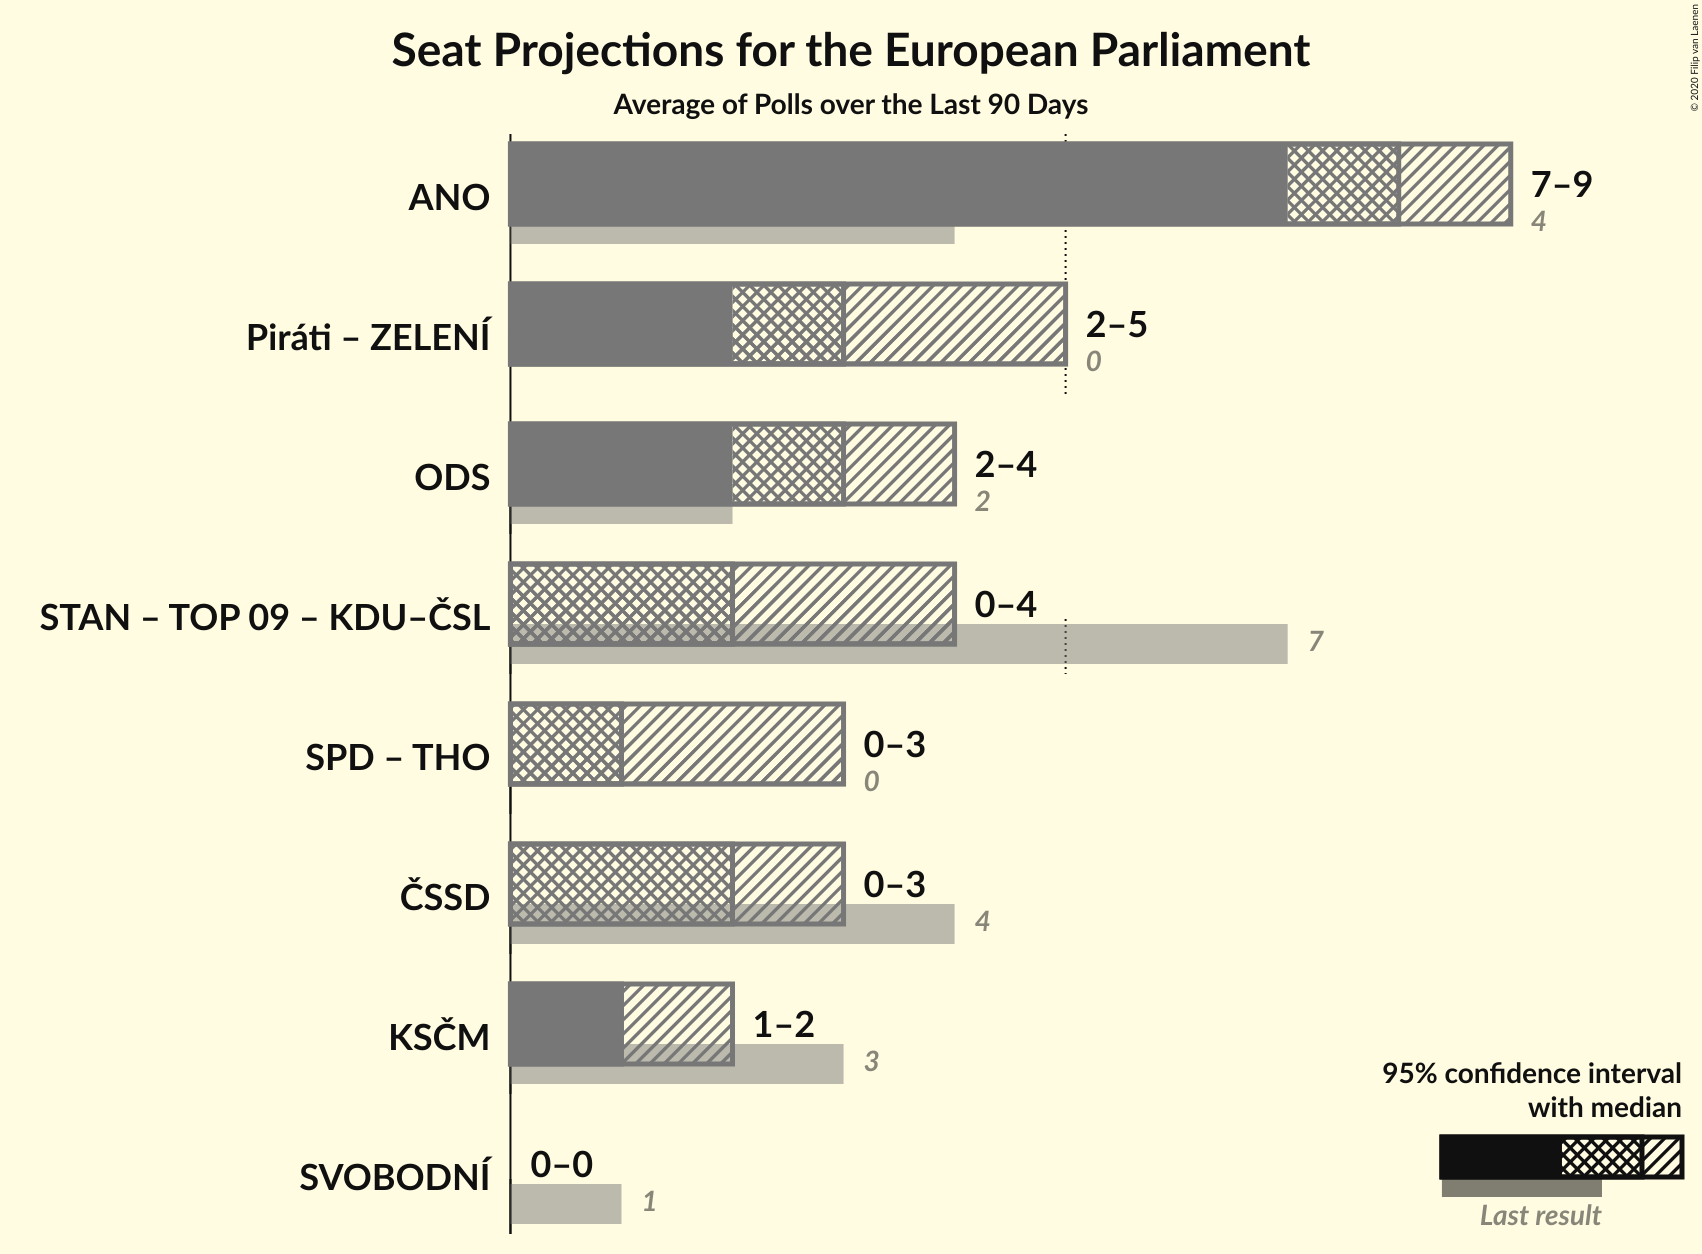 Seat Projections for the European Parliament
Average of Polls over the Last 90 Days
© 2020 Filip van Laenen
ANO
7–9
4
Piráti – ZELENÍ
2–5
0
ODS
2–4
2
STAN – TOP 09 – KDU–ČSL
0–4
7
SPD – THO
0–3
0
ČSSD
0–3
4
KSČM
1–2
3
SVOBODNÍ
0–0
1
95% confidence interval
with median
Last result